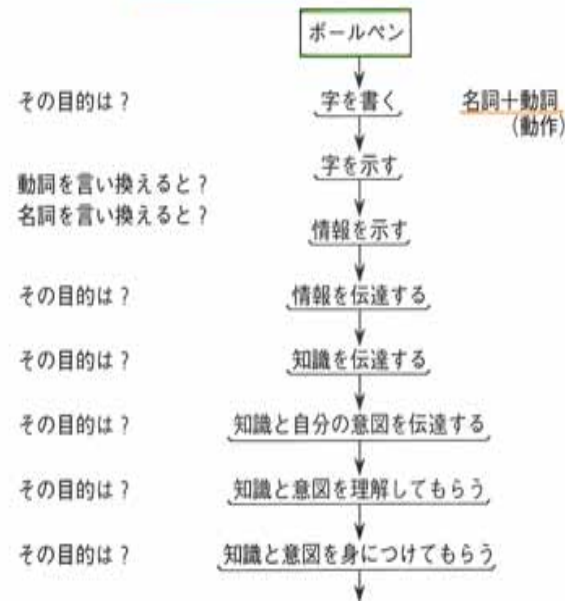 ボールペン
その目的は？ 字を書く 名詞＋動詞
（動作）
字を示す
動詞を言い換えると？
名詞を言い換えると？
情報を示す
その目的は？ 情報を伝達する
その目的は？ 知識を伝達する
その目的は？ 知識と自分の意図を伝達する
その目的は？ 知識と意図を理解してもらう
その目的は？ 知識と意図を身につけてもらう